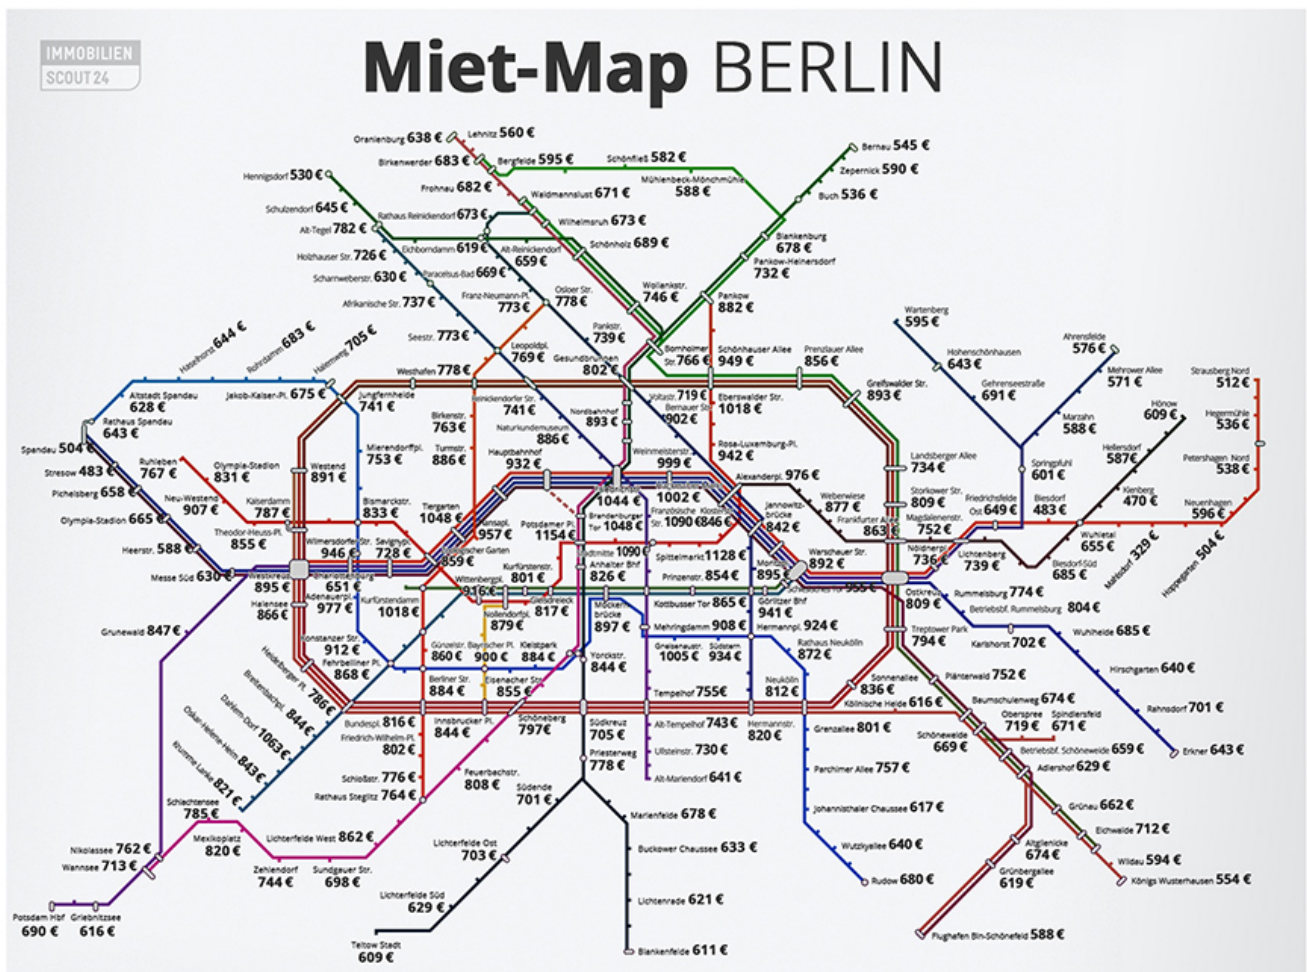 IMMOBILIEN
SCOUT24
Miet-Map BERLIN
Oranienburg 638 €
Lehnitz 560 €
Birkenwerder 683 €
Bergfelde 595 €
Schönfließ 582 €
Mühlenbeck-Mönchmühle
588 €
Bernau 545 €
Zepernick 590 €
Buch 536 €
Hennigsdorf 530 €
Frohnau 682 €
Waldmannslust 671 €
Schulzendorf 645 €
Rathaus Reinickendorf 673 €
Wilhelmsruh 673 €
Alt-Tegel 782 €
Eichborndamm 619 €
Alt-Reinickendorf
659 €
Schönholz 689 €
Blankenburg
678 €
Pankow-Heinersdorf
732 €
Holzhauser Str. 726 €
Scharnweberstr. 630 €
Paracelsus-Bad 669 €
Afrikanische Str. 737 €
Franz-Neumann-Pl.
773 €
Osloer Str.
778 €
Wollankstr.
746 €
Pankow
882 €
Seestr. 773 €
Leopoldpl.
769 €
Pankstr.
739 €
Gesundbrunnen
802 €
Bornholmer
Str. 766 €
Schönhauser Allee
949 €
Prenzlauer Allee
856 €
Wartenberg
595 €
Hohenschönhausen
643 €
Gehrenseestraße
691 €
Ahrensfelde
576 €
Mehrower Allee
571 €
Marzahn
588 €
Strausberg Nord
512 €
Hegermühle
536 €
Petershagen Nord
538 €
Hönow
609 €
Hellersdorf
587€
Kienberg
470 €
Neuenhagen
596 €
Haselhorst 644 €
Rohrdamm 683 €
Halemweg 705 €
Altstadt Spandau
628 €
Jakob-Kaiser-Pl. 675 €
Westhafen 778 €
Jungfernheide
741 €
Rathaus Spandau
643 €
Spandau 504 €
Stresow 483 €
Pichelsberg 658 €
Olympia-Stadion 665 €
Heerstr. 588 €
Messe Süd 630 €
Ruhleben
767 €
Olympia-Stadion
831 €
Neu-Westend
907 €
Theodor-Heuss-Pl.
855 €
Kaiserdamm
787 €
Westend
891 €
Mierendorffpl.
753 €
Bismarckstr.
833 €
Birkenstr.
763 €
Turmstr.
886 €
Reinickendorfer Str.
741 €
Naturkundemuseum
886 €
Nordbahnhof
893 €
Hauptbahnhof
932 €
Voltastr. 719 €
Bernauer Str.
902 €
Eberswalder Str.
1018 €
Greifswalder Str.
893 €
Weinmeisterstr.
999 €
Rosa-Luxemburg-Pl.
942 €
Landsberger Allee
734 €
Storkower Str.
809 €
Springpfuhl
601 €
Alexanderpl. 976 €
Weberwiese
877 €
Frankfurter Allee
863 €
Magdalenenstr.
752 €
Friedrichsfelde
Ost 649 €
Biesdorf
483 €
Wuhletal
655 €
Mahlsdorf 329 €
Hoppegarten 504 €
Biesdorf-Süd
685 €
Lichtenberg
739 €
Nöldnerpl.
736 €
Tiergarten
1048 €
Hansapl.
957 €
1044 €
1002 €
Brandenburger
Tor 1048 €
Potsdamer Pl.
1154 €
Französische
Str. 1090 €
846 €
Jannowitz-
brücke
842 €
Wilmersdorfer Str.
946 €
Savignypl.
728 €
Zoologischer Garten
859 €
1090 €
Spittelmarkt 1128 €
Kurfürstenstr.
801 €
Anhalter Bhf
826 €
Prinzenstr. 854 €
895 €
Warschauer Str.
892 €
Westkreuz
895 €
Charlottenburg
651 €
Halensee
866 €
Adenauerpl.
977 €
Kurfürstendamm
1018 €
Wittenbergpl.
916 €
Nollendorfpl.
879 €
Gleisdreieck
817 €
Möckern-
brücke
897 €
Kottbusser Tor 865 €
Görlitzer Bhf
941 €
Ostkreuz
809 €
Rummelsburg 774 €
Betriebsbf. Rummelsburg 804 €
Karlshorst 702 €
Wuhlheide 685 €
Hirschgarten 640 €
Rahnsdorf 701 €
Erkner 643 €
Grunewald 847 €
Konstanzer Str.
912 €
Fehrbelliner Pl.
868 €
Güntzelstr.
860 €
Bayrischer Pl.
900 €
Kleistpark
884 €
Mehringdamm 908 €
Hermannpl. 924 €
Rathaus Neukölln
872 €
Treptower Park
794 €
Plänterwald 752 €
Baumschulenweg 674 €
Oberspree
719 €
Spindlersfeld
671 €
Berliner Str.
884 €
Eisenacher Str.
855 €
Yorckstr.
844 €
Gneisenaustr.
1005 €
Südstern
934 €
Neukölln
812 €
Sonnenallee
836 €
Köllnische Heide 616 €
Heidelberger Pl. 786€
Breitenbachpl. 844€
Dahlem-Dorf 1063€
Oskar-Helene-Heim 843€
Krumme Lanke 821€
Tempelhof 755€
Bundespl. 816 €
Innsbrucker Pl.
844 €
Schöneberg
797€
Südkreuz
705 €
Alt-Tempelhof 743 €
Hermannstr.
820 €
Grenzallee 801 €
Schöneweide
669 €
Betriebsbf. Schöneweide 659 €
Adlershof 629 €
Friedrich-Wilhelm-Pl.
802 €
Feuerbachstr.
808 €
Priesterweg
778 €
Ullsteinstr. 730 €
Alt-Mariendorf 641 €
Parchimer Allee 757 €
Schloßstr. 776 €
Rathaus Steglitz 764 €
Johannisthaler Chaussee 617 €
Grünau 662 €
Eichwalde 712 €
Wildau 594 €
Königs Wusterhausen 554 €
Schlachtensee
785 €
Mexikoplatz
820 €
Lichterfelde West 862 €
Südende
701 €
Marienfelde 678 €
Altglienicke
674 €
Grünbergallee
619 €
Nikolassee 762 €
Wannsee 713 €
Zehlendorf
744 €
Sundgauer Str.
698 €
Lichterfelde Ost
703 €
Buckower Chaussee 633 €
Wutzkyallee 640 €
Rudow 680 €
Lichterfelde Süd
629 €
Lichtenrade 621 €
Potsdam Hbf
690 €
Griebnitzsee
616 €
Teltow Stadt
609 €
Blankenfelde 611 €
Flughafen Bln-Schönefeld 588 €